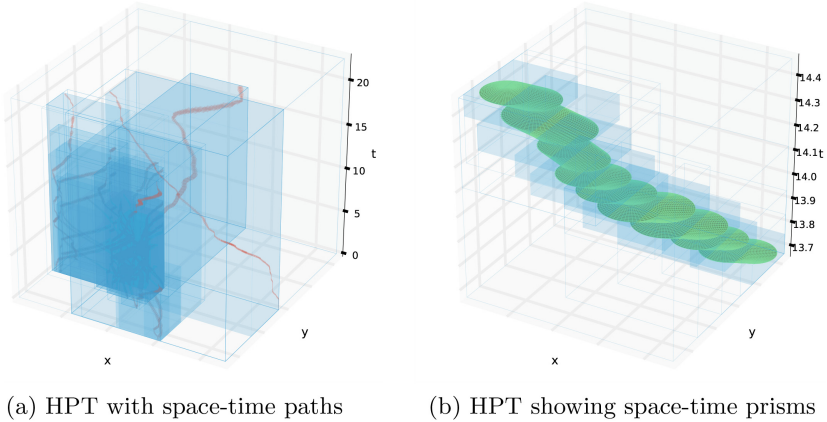 20
15
t
10
5
0
y
x
14.4
14.3
14.2
14.1
t
14.0
13.9
13.8
13.7
y
x
(a) HPT with space-time paths
(b) HPT showing space-time prisms